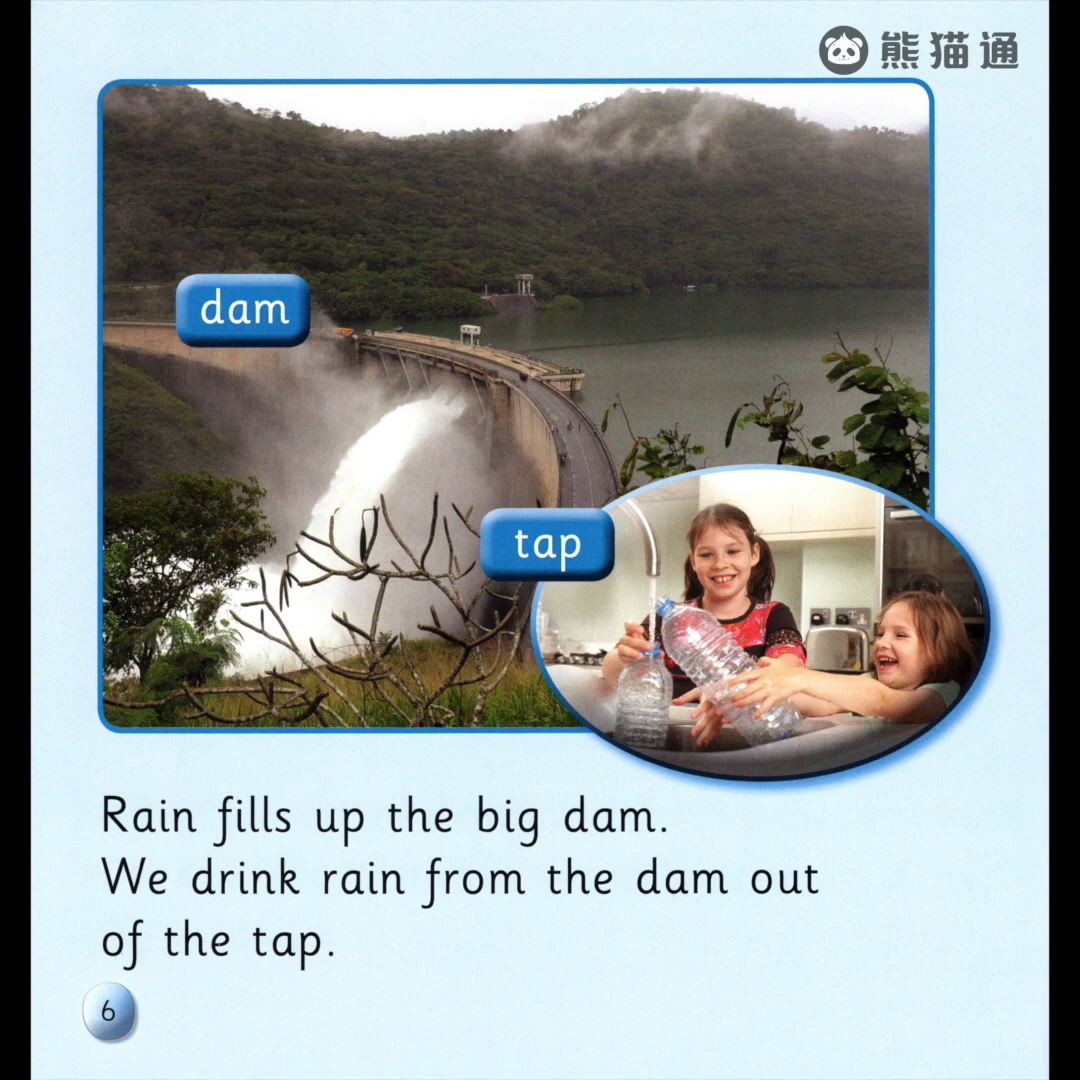 熊猫通
dam
tap
Rain fills up the big dam.
We drink rain from the dam out
of the tap.
6